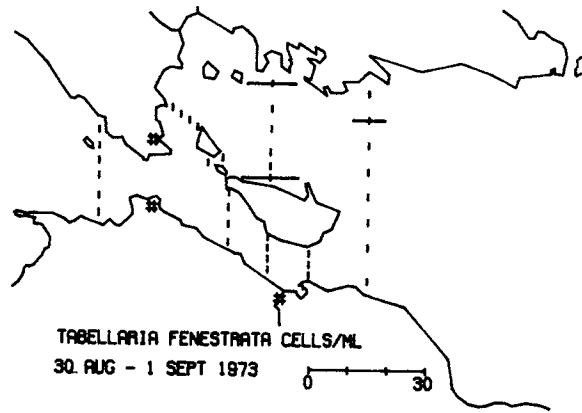 TABELLARIA FENESTRATA CELLS/ML
30 AUG - 1 SEPT 1973
0 30